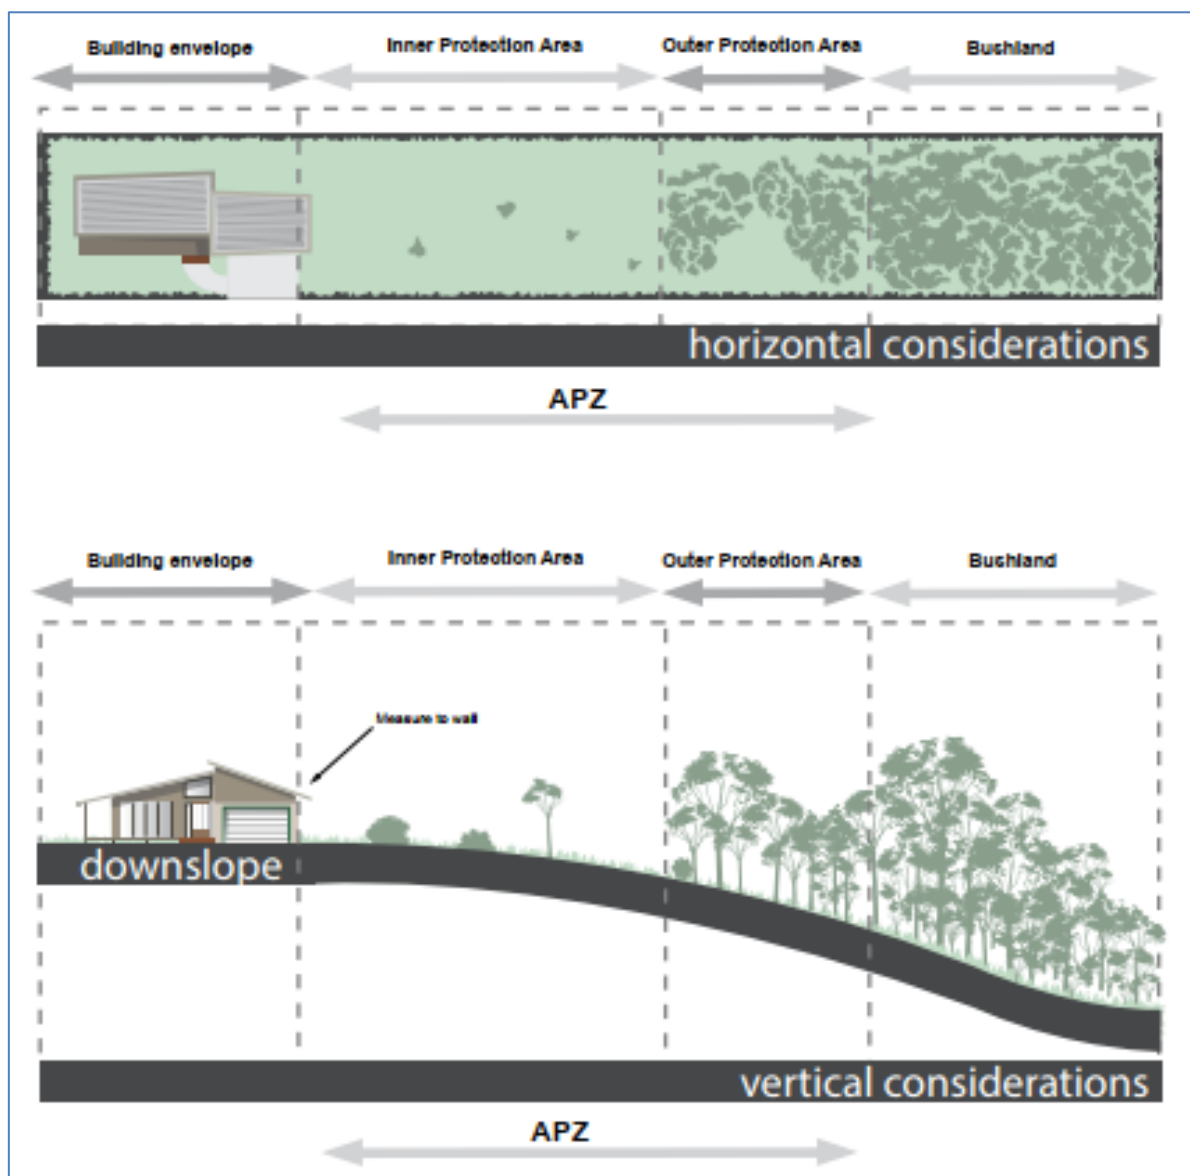 Building envelope
Inner Protection Area
Outer Protection Area
Bushland
horizontal considerations
APZ
Building envelope
Inner Protection Area
Outer Protection Area
Bushland
Measure to wall
downslope
vertical considerations
APZ